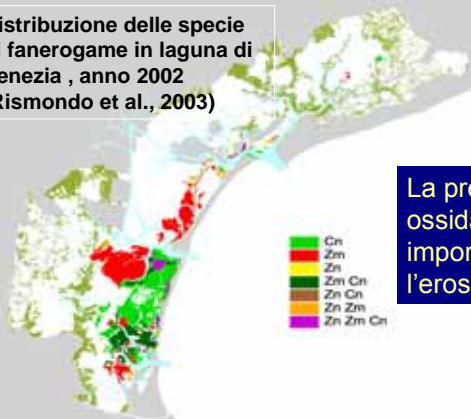 istribuzione delle specie
i fanerogame in laguna di
enezia , anno 2002
Rismondo et al., 2003)
La pre
ossida
impor
l'eros
Cn
Zm
Zn
Zm Cn
Zn Cn
Zn Zm
Zn Zm Cn